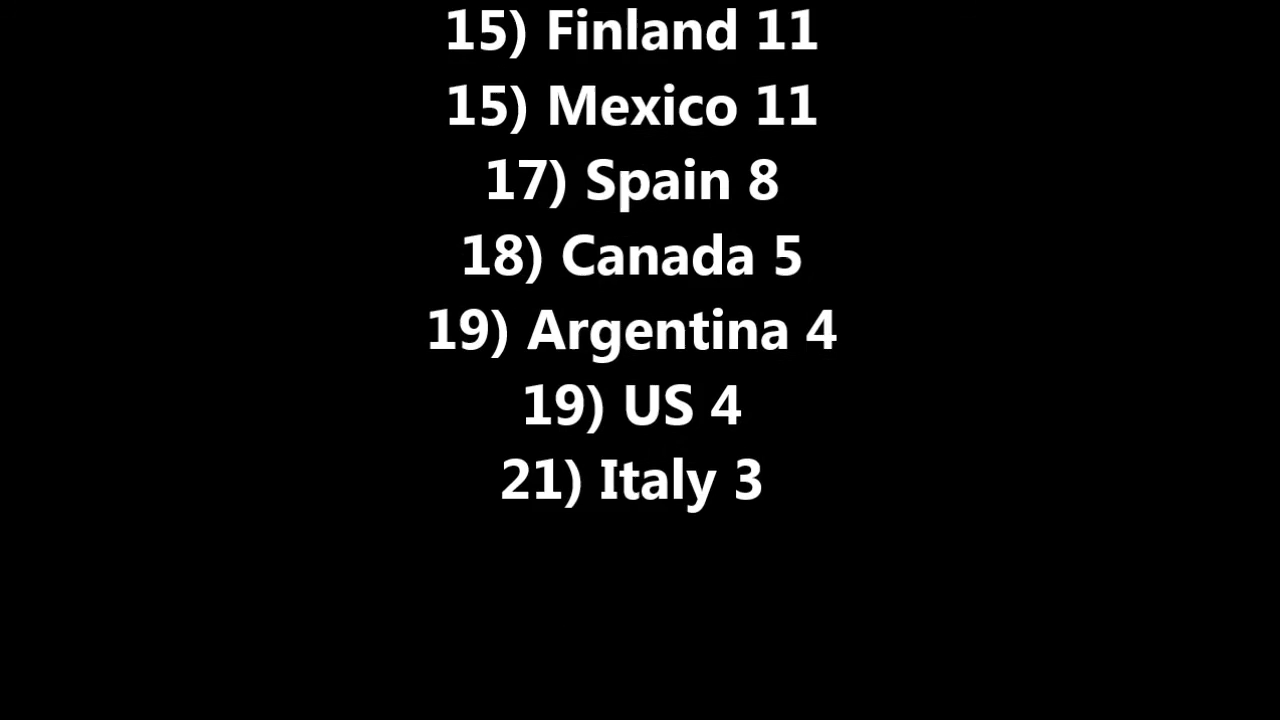 15) Finland 11
15) Mexico 11
17) Spain 8
18) Canada 5
19) Argentina 4
19) US 4
21) Italy 3